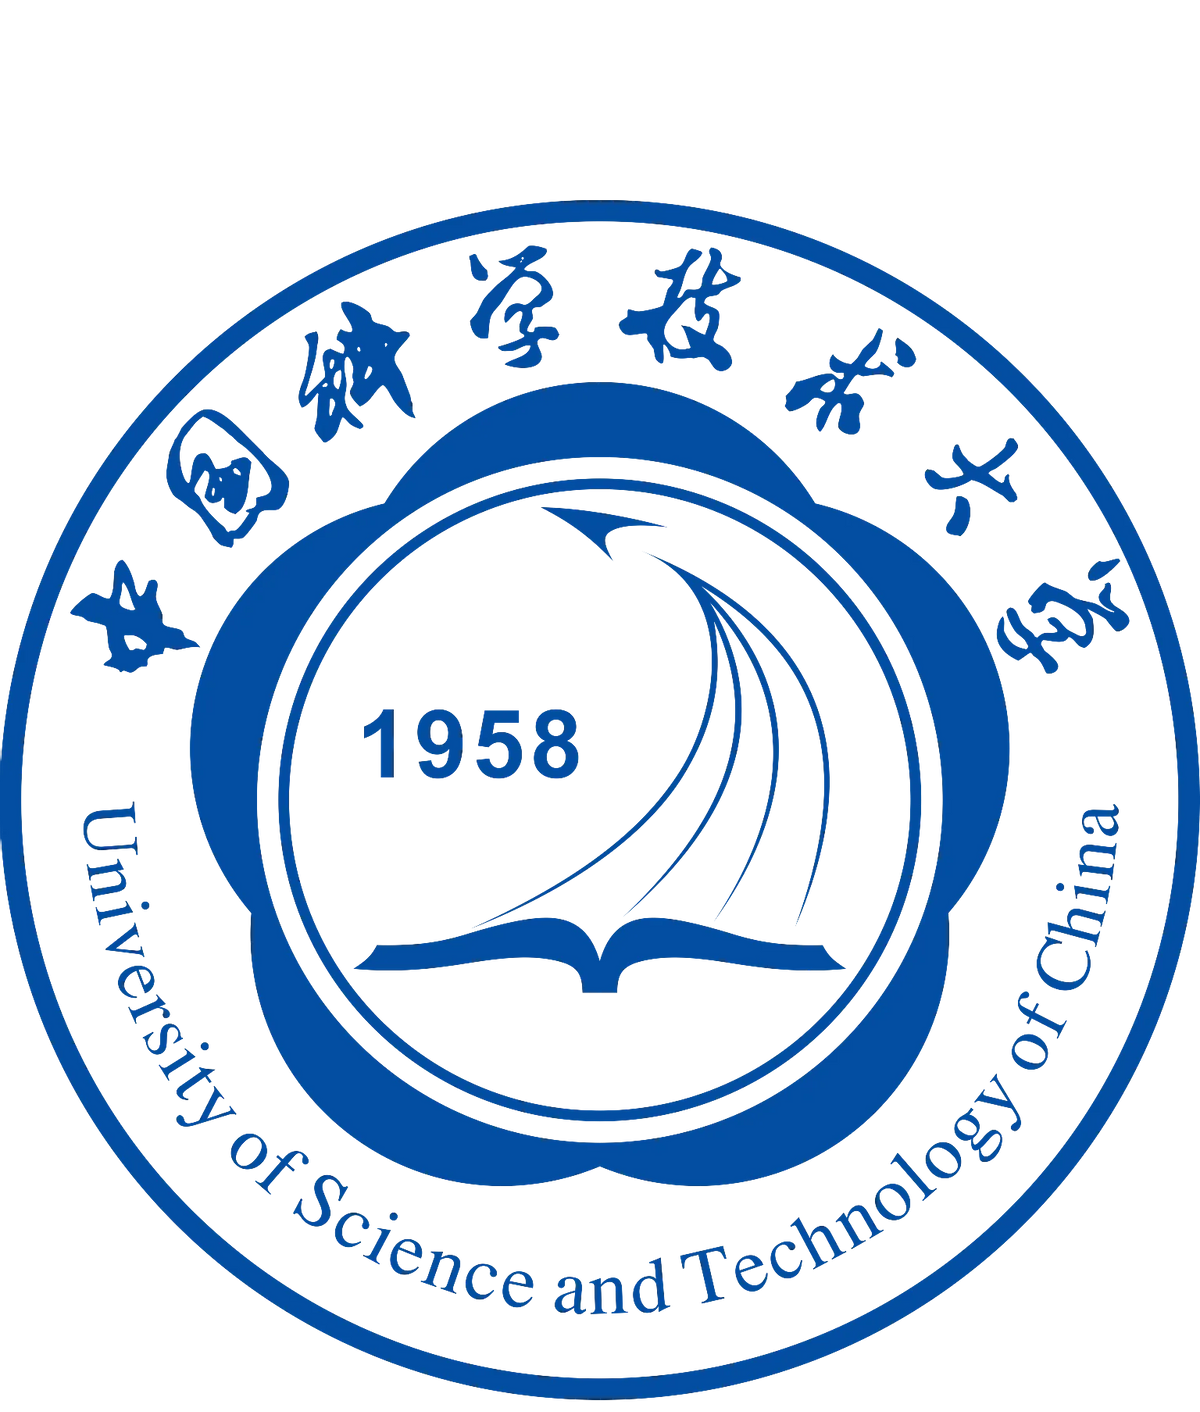 中国科学技术大学
1958
University of Science and Technology of China